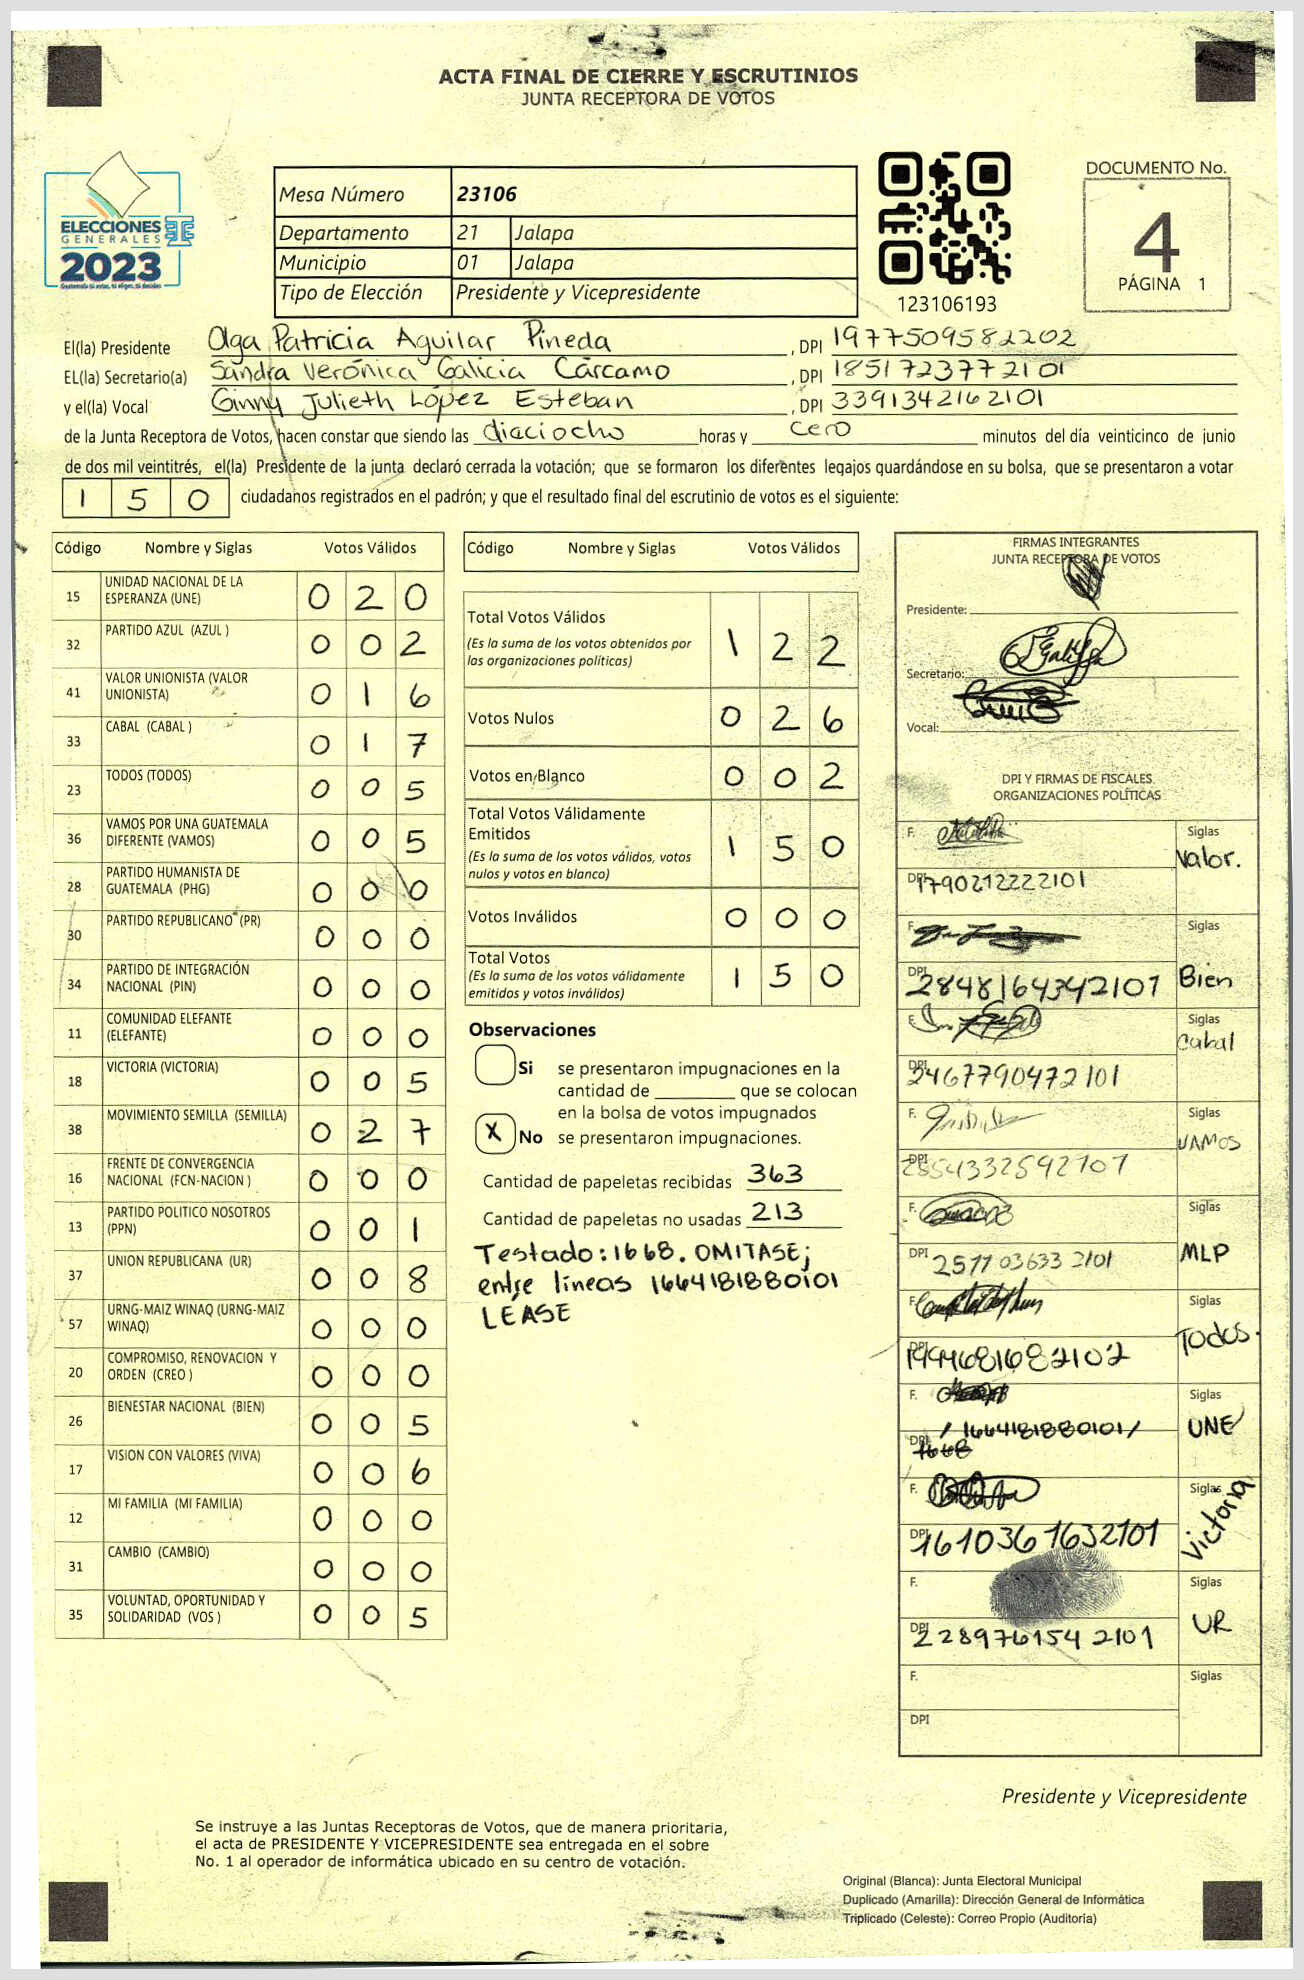 ACTA FINAL DE CIERRE Y ESCRUTINIOS
JUNTA RECEPTORA DE VOTOS
ELECCIONES
GENERALES
2023
Guatemala tú votas, tú eliges, tú decides
Mesa Número 23106
Departamento 21 Jalapa
Municipio 01 Jalapa
Tipo de Elección Presidente y Vicepresidente
123106193
DOCUMENTO No.
4
PÁGINA 1
El(la) Presidente Olga Patricia Aguilar Pineda , DPI 1977509582202
EL(la) Secretario(a) Sandra Verónica Galicia Cárcamo , DPI 1851723772101
y el(la) Vocal Ginny Julieth López Esteban , DPI 3391342162101
de la Junta Receptora de Votos, hacen constar que siendo las diaciocho horas y cero minutos del día veinticinco de junio
de dos mil veintitrés, el(la) Presidente de la junta declaró cerrada la votación; que se formaron los diferentes legajos quardándose en su bolsa, que se presentaron a votar
1 5 0 ciudadanos registrados en el padrón; y que el resultado final del escrutinio de votos es el siguiente:
Código Nombre y Siglas Votos Válidos
15 UNIDAD NACIONAL DE LA ESPERANZA (UNE) 0 2 0
32 PARTIDO AZUL (AZUL ) 0 0 2
41 VALOR UNIONISTA (VALOR UNIONISTA) 0 1 6
33 CABAL (CABAL ) 0 1 7
23 TODOS (TODOS) 0 0 5
36 VAMOS POR UNA GUATEMALA DIFERENTE (VAMOS) 0 0 5
28 PARTIDO HUMANISTA DE GUATEMALA (PHG) 0 0 0
30 PARTIDO REPUBLICANO (PR) 0 0 0
34 PARTIDO DE INTEGRACIÓN NACIONAL (PIN) 0 0 0
11 COMUNIDAD ELEFANTE (ELEFANTE) 0 0 0
18 VICTORIA (VICTORIA) 0 0 5
38 MOVIMIENTO SEMILLA (SEMILLA) 0 2 7
16 FRENTE DE CONVERGENCIA NACIONAL (FCN-NACION ) 0 0 0
13 PARTIDO POLITICO NOSOTROS (PPN) 0 0 1
37 UNION REPUBLICANA (UR) 0 0 8
57 URNG-MAIZ WINAQ (URNG-MAIZ WINAQ) 0 0 0
20 COMPROMISO, RENOVACION Y ORDEN (CREO ) 0 0 0
26 BIENESTAR NACIONAL (BIEN) 0 0 5
17 VISION CON VALORES (VIVA) 0 0 6
12 MI FAMILIA (MI FAMILIA) 0 0 0
31 CAMBIO (CAMBIO) 0 0 0
35 VOLUNTAD, OPORTUNIDAD Y SOLIDARIDAD (VOS ) 0 0 5
Código Nombre y Siglas Votos Válidos
Total Votos Válidos 1 2 2
(Es la suma de los votos obtenidos por
las organizaciones políticas)
Votos Nulos 0 2 6
Votos en Blanco 0 0 2
Total Votos Válidamente
Emitidos 1 5 0
(Es la suma de los votos válidos, votos
nulos y votos en blanco)
Votos Inválidos 0 0 0
Total Votos 1 5 0
(Es la suma de los votos válidamente
emitidos y votos inválidos)
Observaciones
Si se presentaron impugnaciones en la
cantidad de ________ que se colocan
en la bolsa de votos impugnados
X No se presentaron impugnaciones.
Cantidad de papeletas recibidas 363
Cantidad de papeletas no usadas 213
Testado: 1668. OMITASE;
entre líneas 1664181880101
LÉASE
FIRMAS INTEGRANTES
JUNTA RECEPTORA DE VOTOS
Presidente:
Secretario:
Vocal:
DPI Y FIRMAS DE FISCALES
ORGANIZACIONES POLÍTICAS
F. Siglas Valor.
DPI 1790212222101
F. Siglas Bien
DPI 2848164342101
F. Siglas Cabal
DPI 2467790472101
F. Siglas VAMOS
DPI 2854332592101
F. Siglas MLP
DPI 2577036332101
F. Siglas Todos.
DPI 1994681682102
F. Siglas UNE
/ 1664181880101/
DPI 1668
F. Siglas Victoria
DPI 1610361632101
F. Siglas UR
DPI 2289761542101
F. Siglas
DPI
Presidente y Vicepresidente
Se instruye a las Juntas Receptoras de Votos, que de manera prioritaria,
el acta de PRESIDENTE Y VICEPRESIDENTE sea entregada en el sobre
No. 1 al operador de informática ubicado en su centro de votación.
Original (Blanca): Junta Electoral Municipal
Duplicado (Amarilla): Dirección General de Informática
Triplicado (Celeste): Correo Propio (Auditoría)